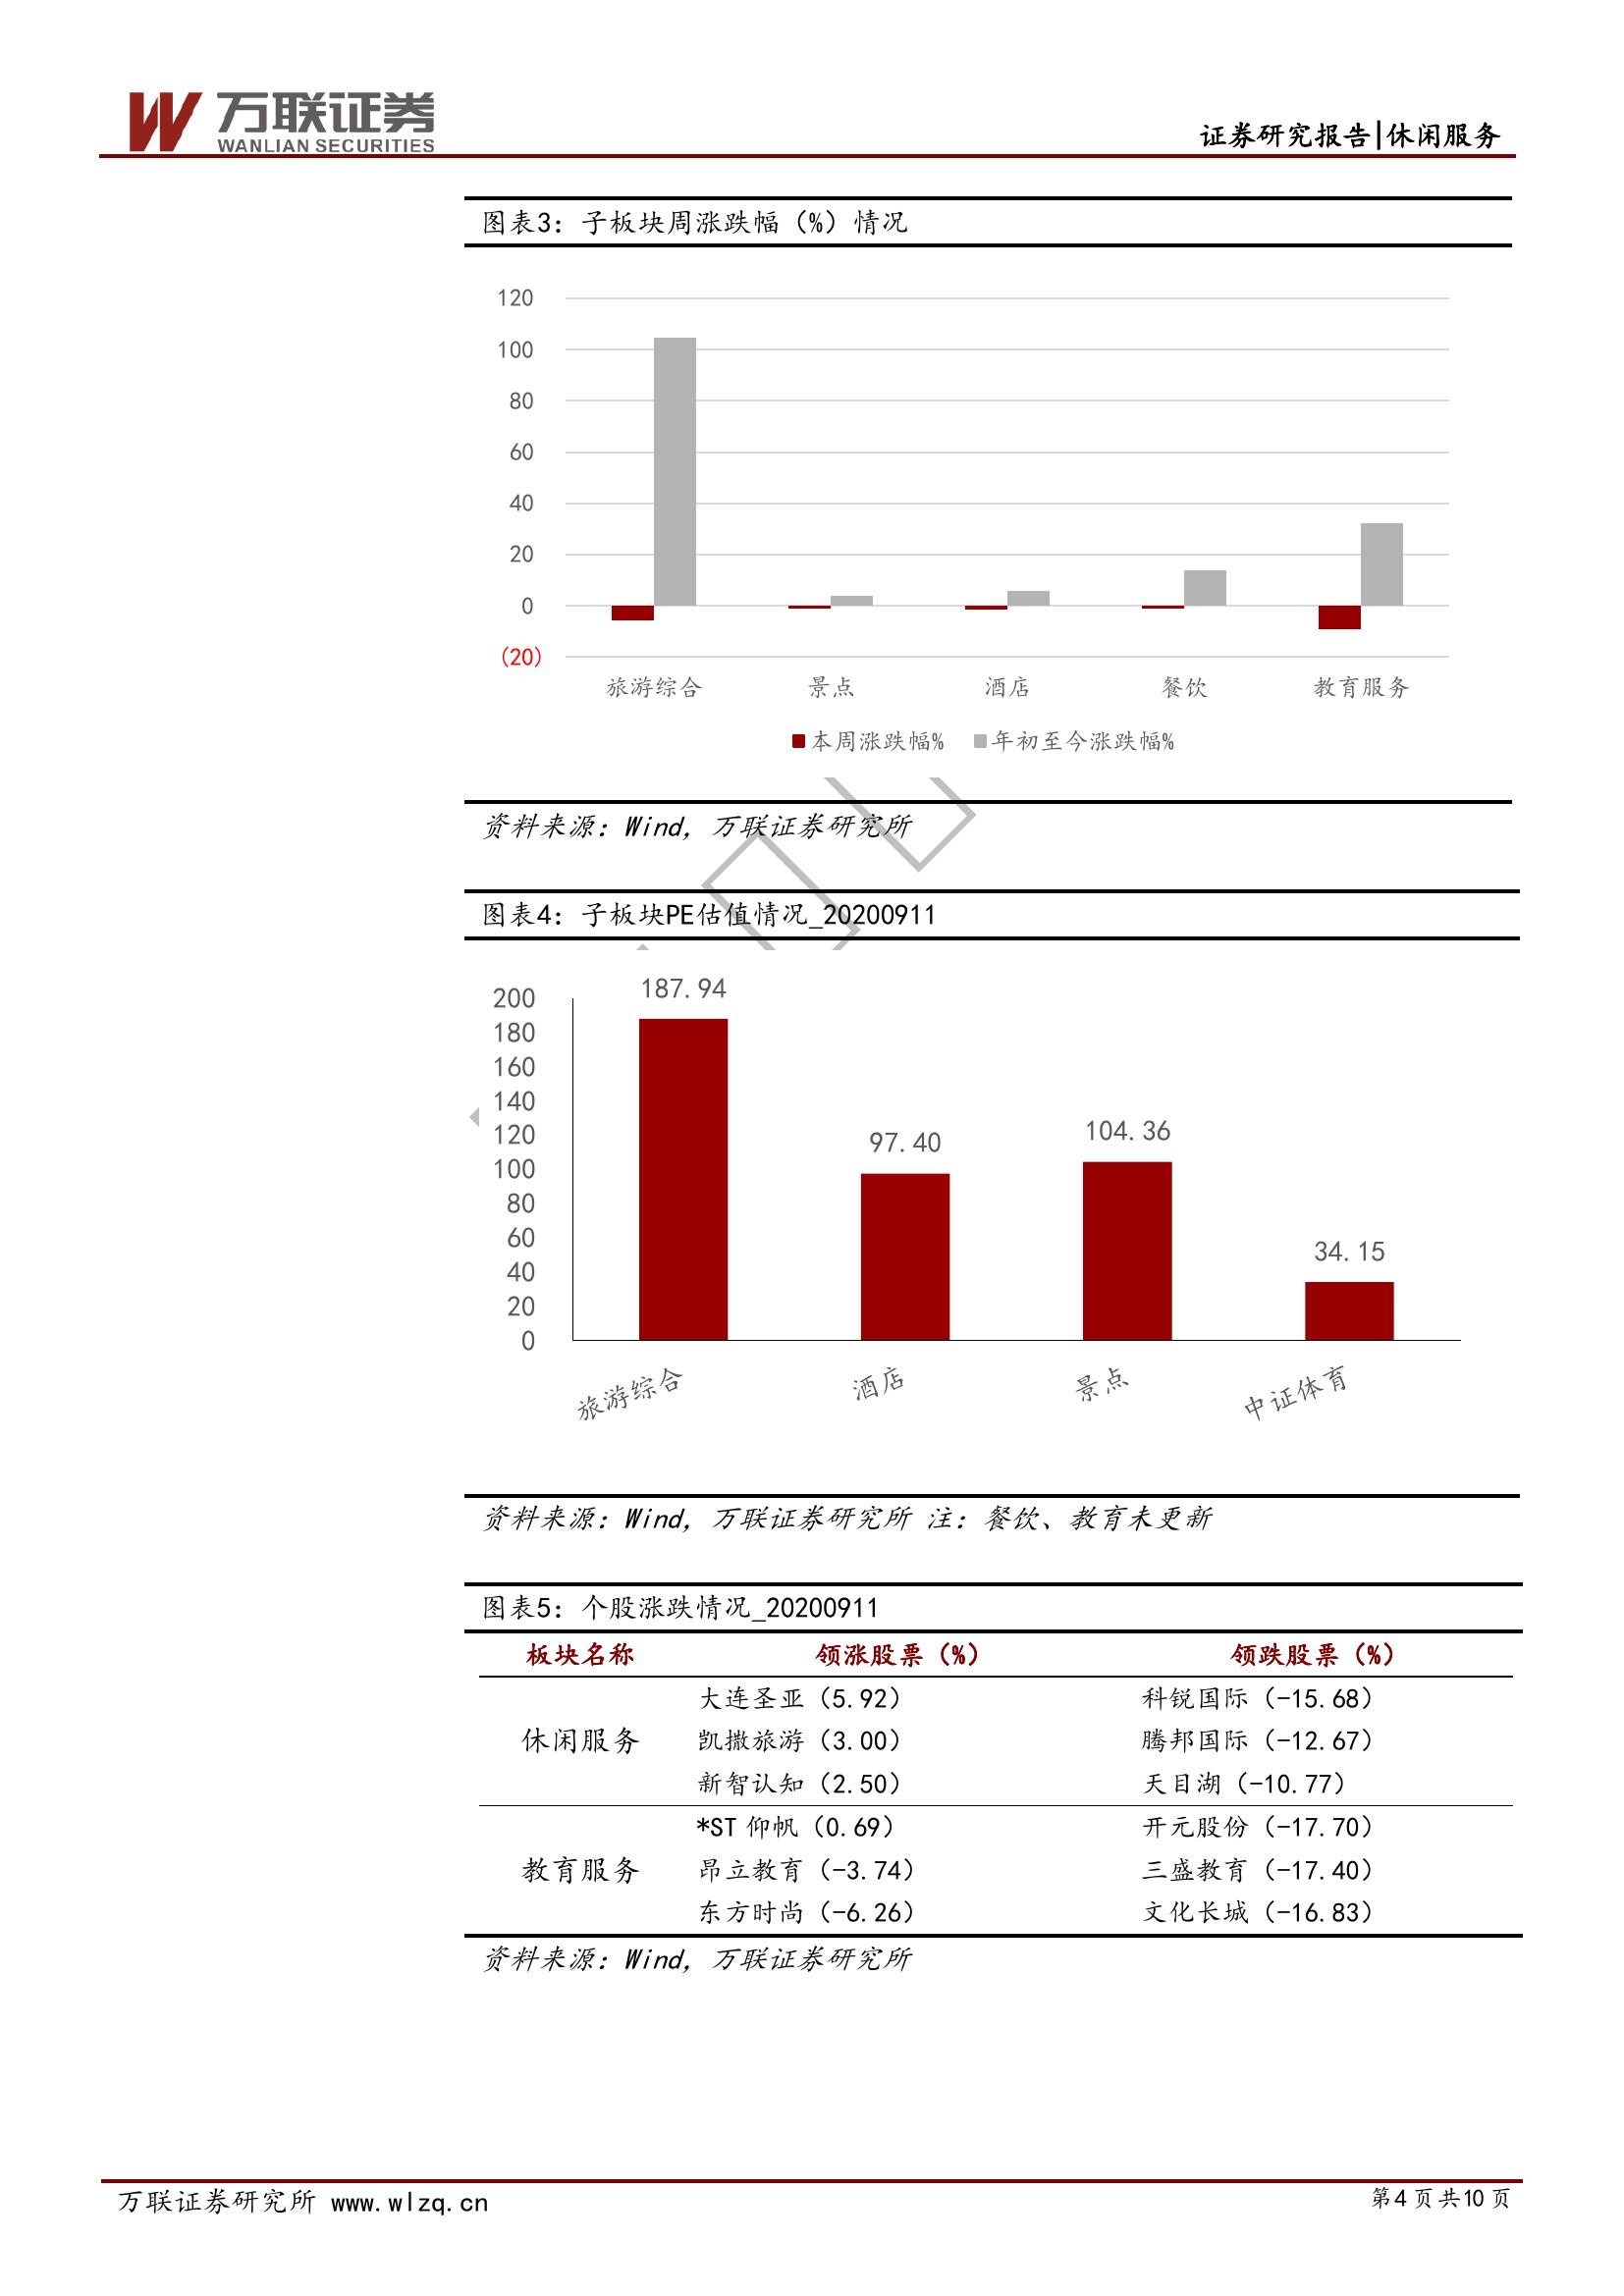 万联证券
WANLIAN SECURITIES
证券研究报告|休闲服务
图表3：子板块周涨跌幅（%）情况
120
100
80
60
40
20
0
(20)
旅游综合 景点 酒店 餐饮 教育服务
本周涨跌幅% 年初至今涨跌幅%
资料来源：Wind，万联证券研究所
图表4：子板块PE估值情况_20200911
200
180
160
140
120
100
80
60
40
20
0
187.94
97.40
104.36
34.15
旅游综合 酒店 景点 中证体育
资料来源：Wind，万联证券研究所 注：餐饮、教育未更新
图表5：个股涨跌情况_20200911
板块名称 领涨股票（%） 领跌股票（%）
大连圣亚（5.92） 科锐国际（-15.68）
休闲服务 凯撒旅游（3.00） 腾邦国际（-12.67）
新智认知（2.50） 天目湖（-10.77）
*ST 仰帆（0.69） 开元股份（-17.70）
教育服务 昂立教育（-3.74） 三盛教育（-17.40）
东方时尚（-6.26） 文化长城（-16.83）
资料来源：Wind，万联证券研究所
万联证券研究所 www.wlzq.cn 第4页共10页